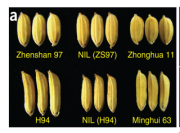 a
Zhenshan 97 NIL (ZS97) Zhonghua 11
H94 NIL (H94) Minghui 63